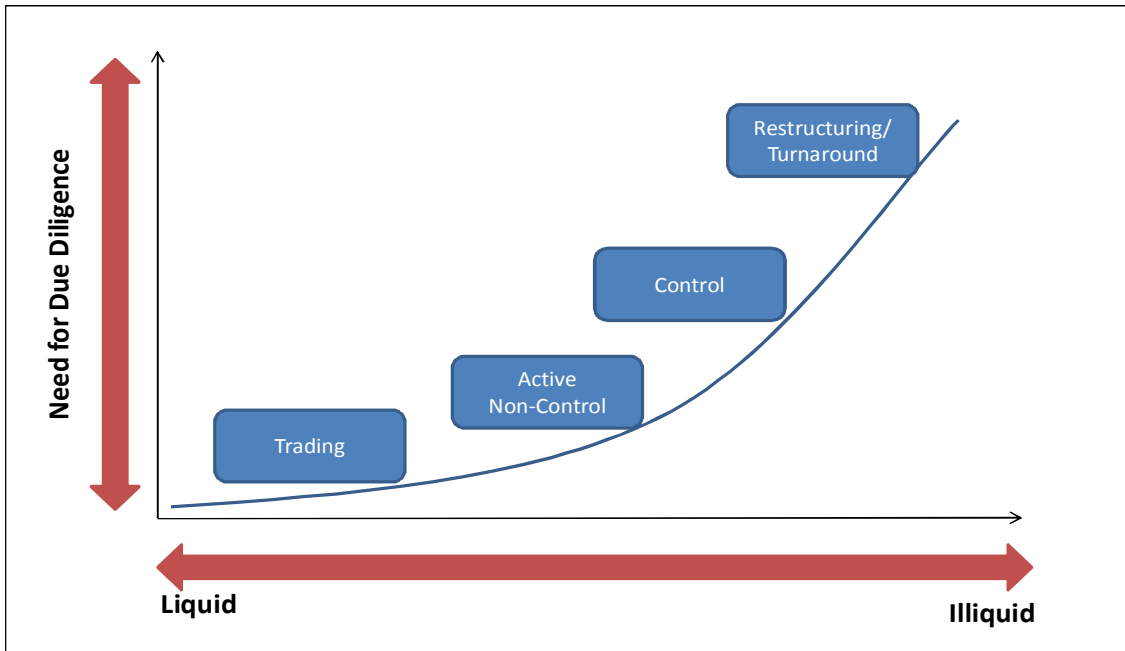 Need for Due Diligence
Restructuring/
Turnaround
Control
Active
Non-Control
Trading
Liquid
Illiquid